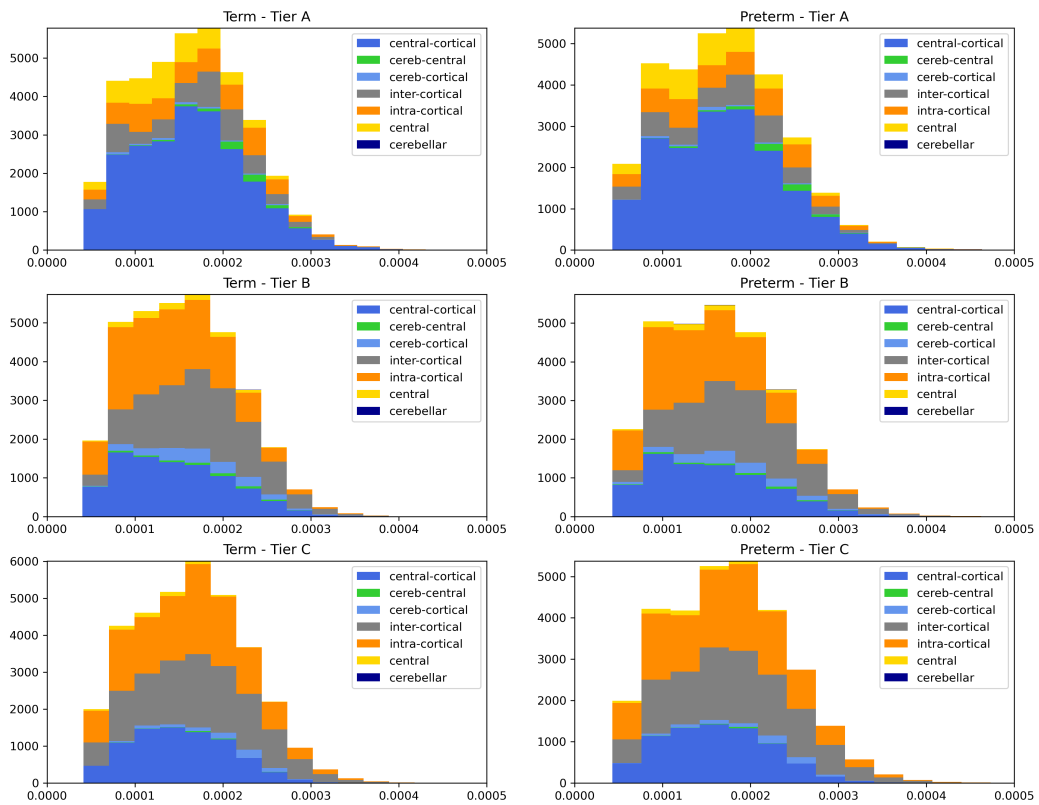 Term - Tier A
5000
4000
3000
2000
1000
0
0.0000 0.0001 0.0002 0.0003 0.0004 0.0005
central-cortical
cereb-central
cereb-cortical
inter-cortical
intra-cortical
central
cerebellar
Preterm - Tier A
5000
4000
3000
2000
1000
0
0.0000 0.0001 0.0002 0.0003 0.0004 0.0005
central-cortical
cereb-central
cereb-cortical
inter-cortical
intra-cortical
central
cerebellar
Term - Tier B
5000
4000
3000
2000
1000
0
0.0000 0.0001 0.0002 0.0003 0.0004 0.0005
central-cortical
cereb-central
cereb-cortical
inter-cortical
intra-cortical
central
cerebellar
Preterm - Tier B
5000
4000
3000
2000
1000
0
0.0000 0.0001 0.0002 0.0003 0.0004 0.0005
central-cortical
cereb-central
cereb-cortical
inter-cortical
intra-cortical
central
cerebellar
Term - Tier C
6000
5000
4000
3000
2000
1000
0
0.0000 0.0001 0.0002 0.0003 0.0004 0.0005
central-cortical
cereb-central
cereb-cortical
inter-cortical
intra-cortical
central
cerebellar
Preterm - Tier C
5000
4000
3000
2000
1000
0
0.0000 0.0001 0.0002 0.0003 0.0004 0.0005
central-cortical
cereb-central
cereb-cortical
inter-cortical
intra-cortical
central
cerebellar